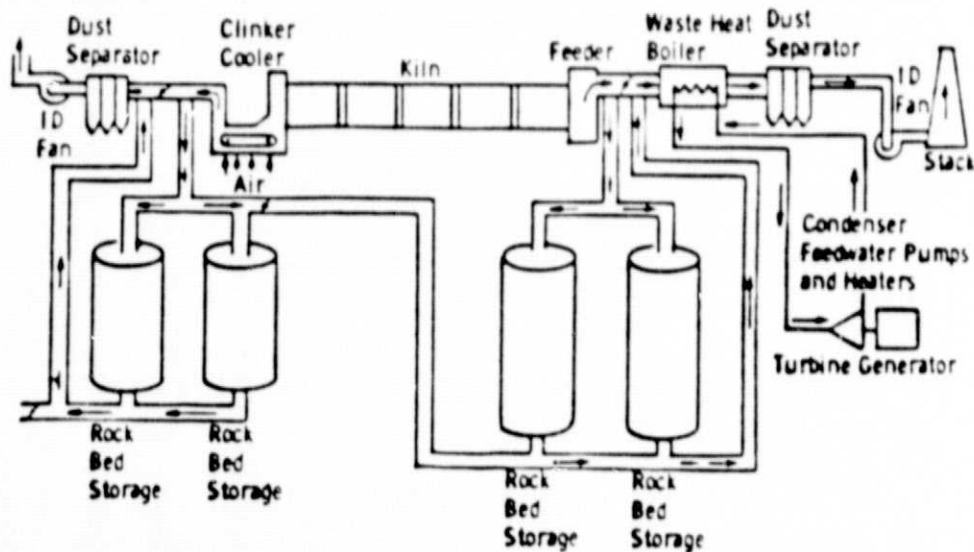 Dust
Separator
Clinker
Cooler
Kiln
Feeder
Waste Heat
Boiler
Dust
Separator
ID
Fan
ID
Fan
Stack
Air
Condenser
Feedwater Pumps
and Heaters
Turbine Generator
Rock
Bed
Storage
Rock
Bed
Storage
Rock
Bed
Storage
Rock
Bed
Storage